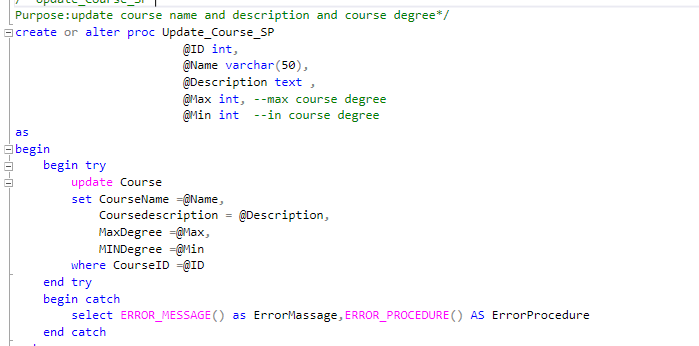 /* Update_Course_SP
Purpose:update course name and description and course degree*/
create or alter proc Update_Course_SP
@ID int,
@Name varchar(50),
@Description text ,
@Max int, --max course degree
@Min int  --in course degree
as
begin
begin try
update Course
set CourseName =@Name,
Coursedescription = @Description,
MaxDegree =@Max,
MINDegree =@Min
where CourseID =@ID
end try
begin catch
select ERROR_MESSAGE() as ErrorMassage,ERROR_PROCEDURE() AS ErrorProcedure
end catch